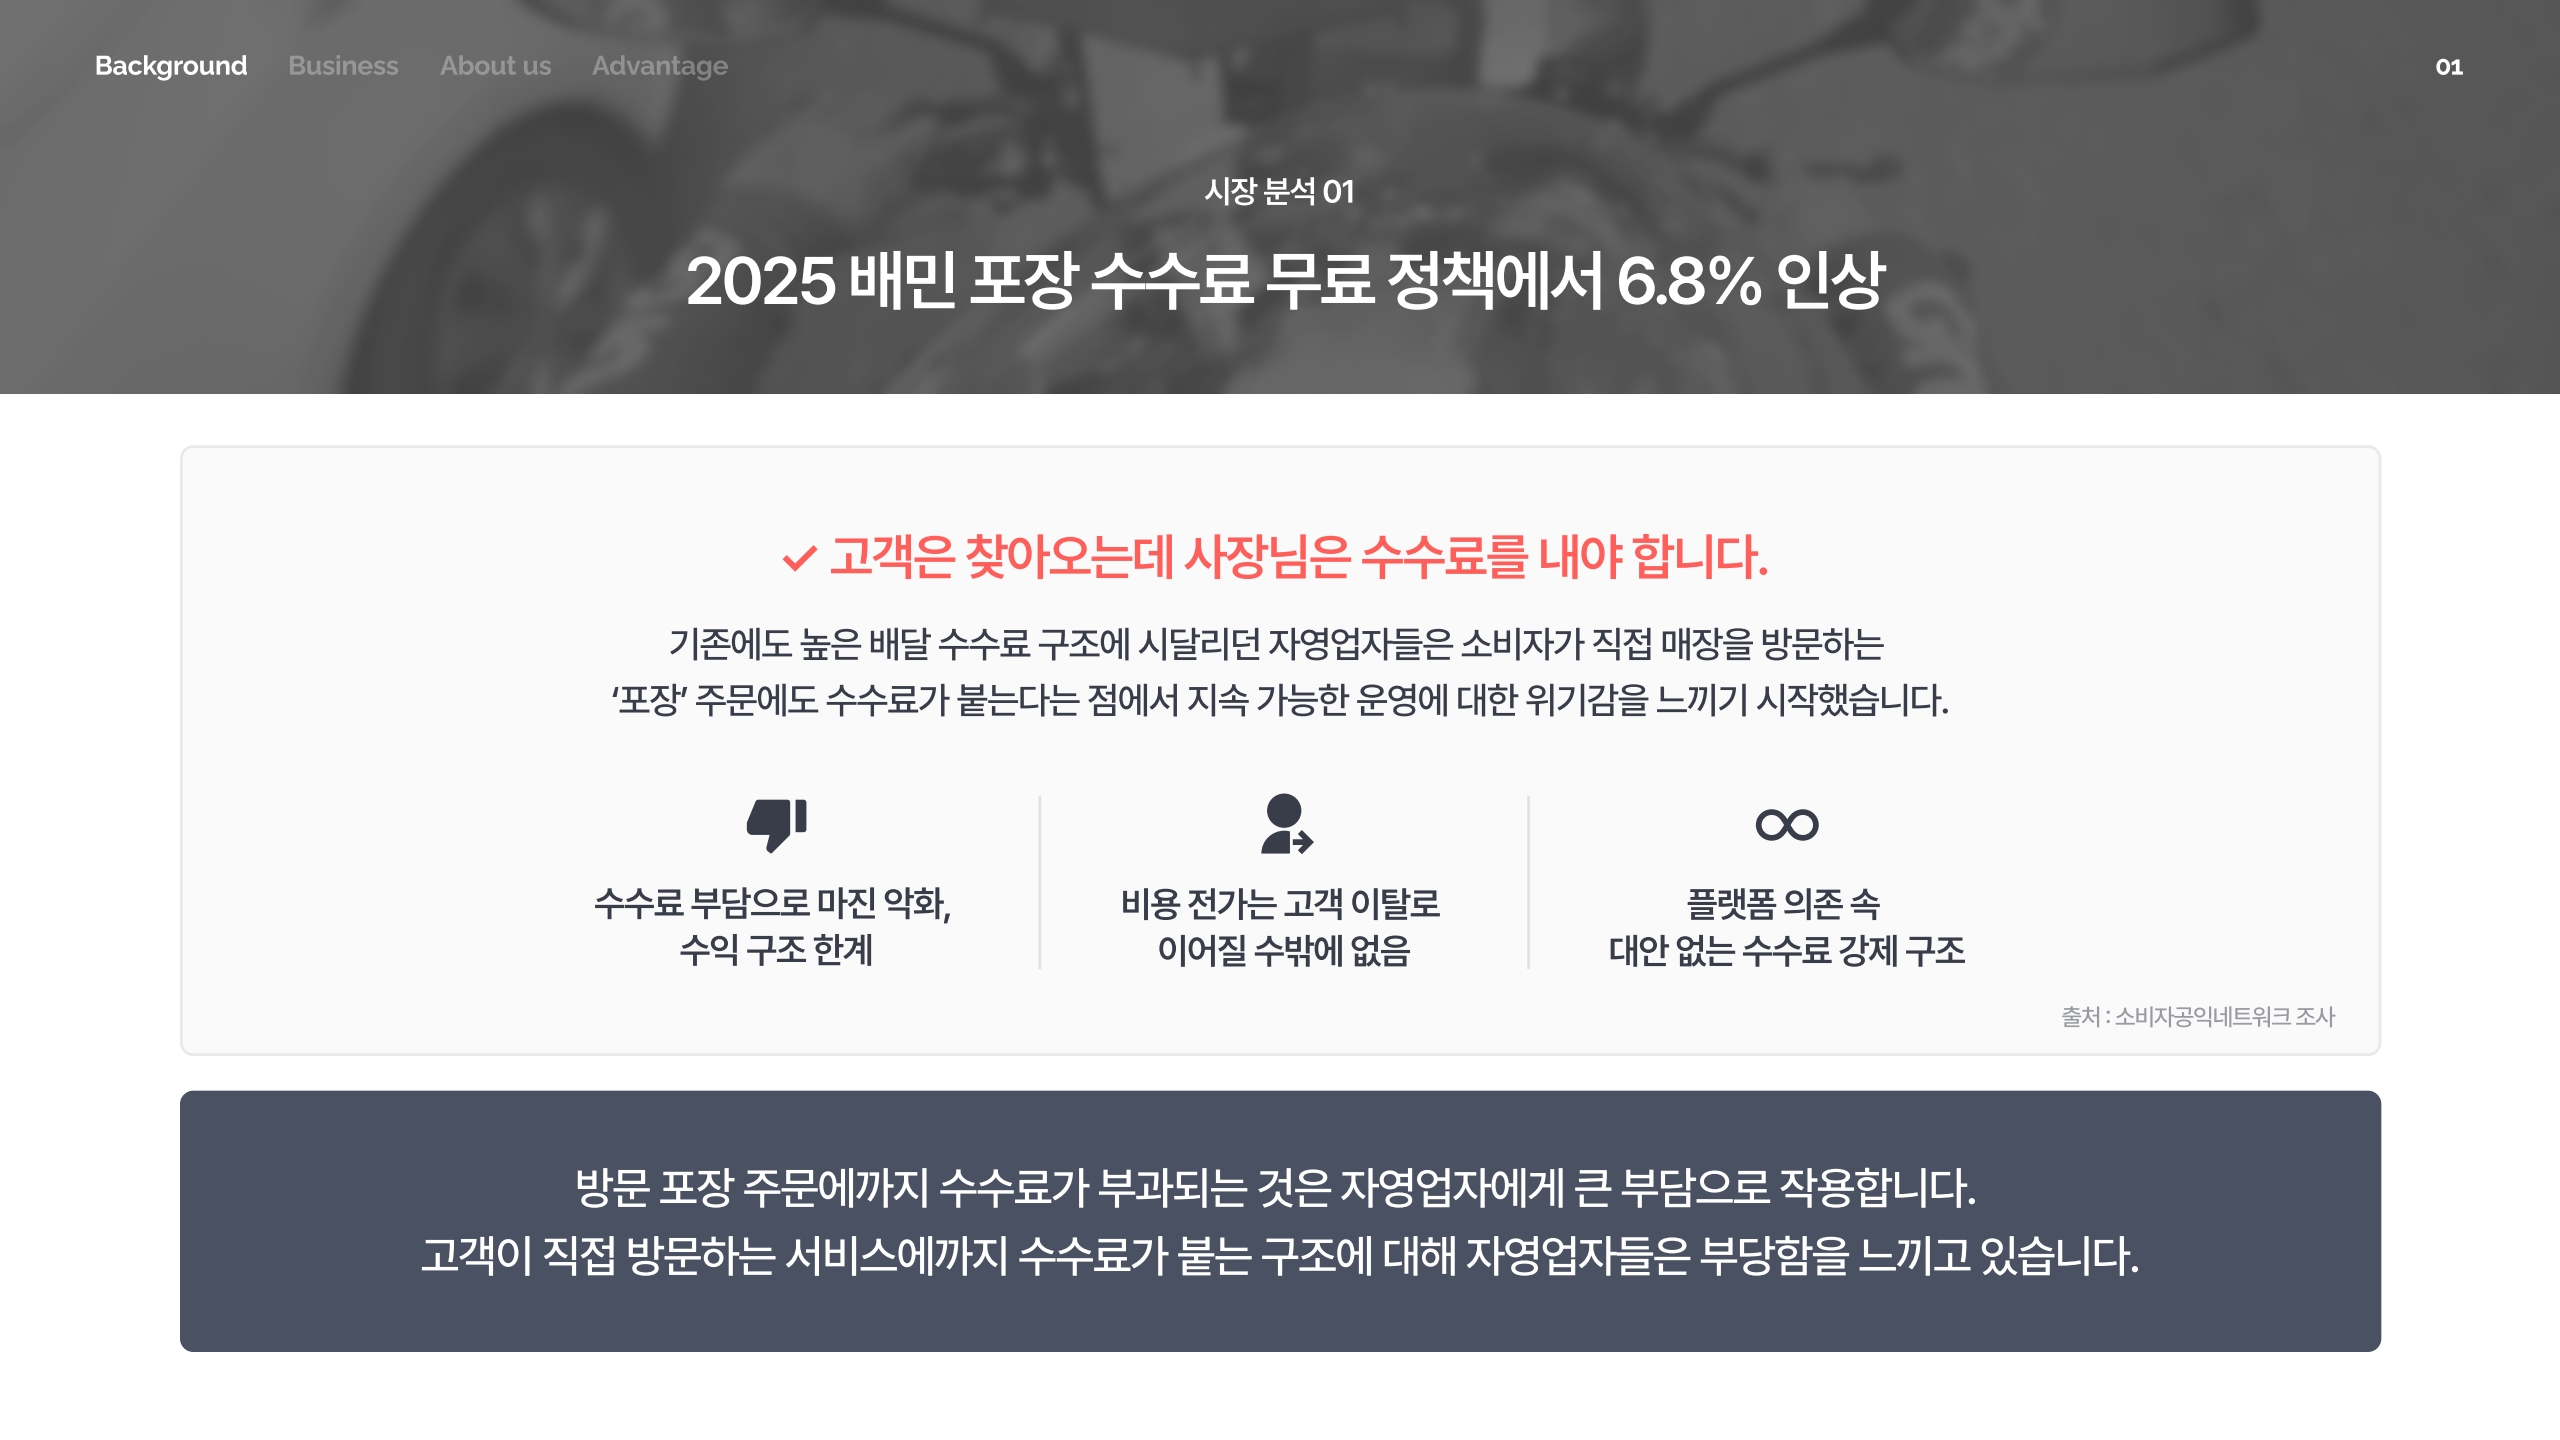 Background Business About us Advantage 01
시장 분석 01
2025 배민 포장 수수료 무료 정책에서 6.8% 인상
고객은 찾아오는데 사장님은 수수료를 내야 합니다.
기존에도 높은 배달 수수료 구조에 시달리던 자영업자들은 소비자가 직접 매장을 방문하는
‘포장’ 주문에도 수수료가 붙는다는 점에서 지속 가능한 운영에 대한 위기감을 느끼기 시작했습니다.
수수료 부담으로 마진 악화,
수익 구조 한계
비용 전가는 고객 이탈로
이어질 수밖에 없음
플랫폼 의존 속
대안 없는 수수료 강제 구조
출처 : 소비자공익네트워크 조사
방문 포장 주문에까지 수수료가 부과되는 것은 자영업자에게 큰 부담으로 작용합니다.
고객이 직접 방문하는 서비스에까지 수수료가 붙는 구조에 대해 자영업자들은 부당함을 느끼고 있습니다.